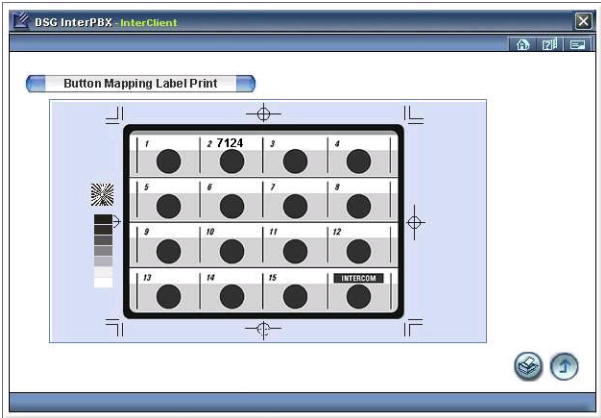 DSG InterPBX - InterClient
Button Mapping Label Print
1 2 7124 3 4
5 6 7 8
9 10 11 12
13 14 15 INTERCOM